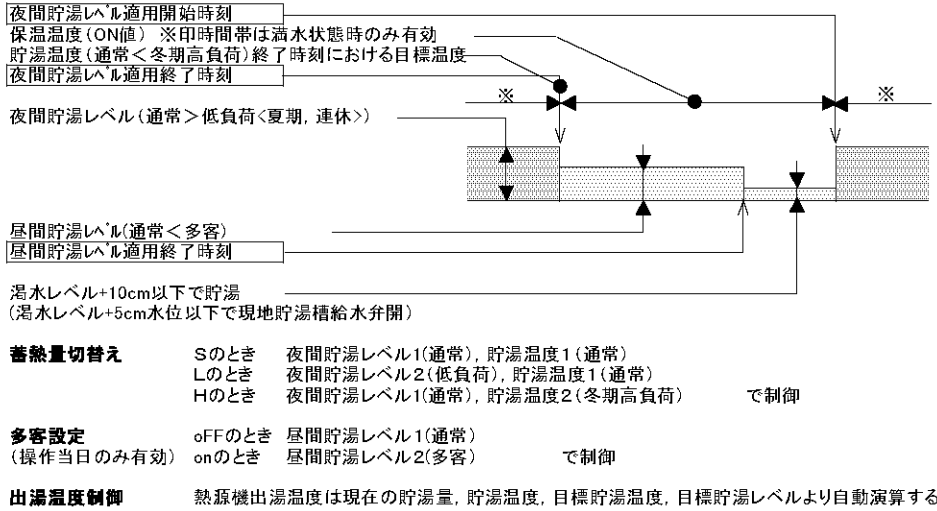 夜間貯湯レベル適用開始時刻
保温温度(ON値) ※印時間帯は満水状態時のみ有効
貯湯温度(通常<冬期高負荷)終了時刻における目標温度
夜間貯湯レベル適用終了時刻
※ ※
夜間貯湯レベル(通常>低負荷<夏期, 連休>)
昼間貯湯レベル(通常<多客)
昼間貯湯レベル適用終了時刻
渇水レベル+10cm以下で貯湯
(渇水レベル+5cm水位以下で現地貯湯槽給水弁開)
蓄熱量切替え Sのとき 夜間貯湯レベル1(通常), 貯湯温度1(通常)
Lのとき 夜間貯湯レベル2(低負荷), 貯湯温度1(通常)
Hのとき 夜間貯湯レベル1(通常), 貯湯温度2(冬期高負荷) で制御
多客設定 oFFのとき 昼間貯湯レベル1(通常)
(操作当日のみ有効) onのとき 昼間貯湯レベル2(多客) で制御
出湯温度制御 熱源機出湯温度は現在の貯湯量, 貯湯温度, 目標貯湯温度, 目標貯湯レベルより自動演算する